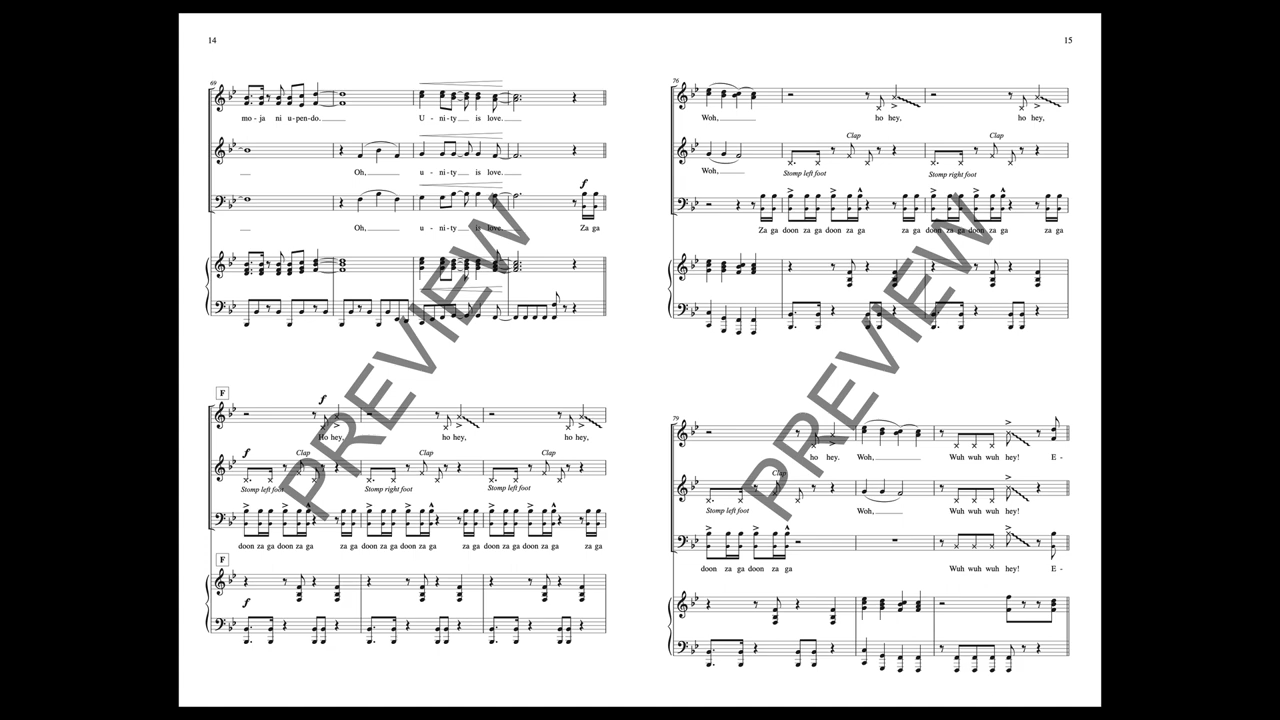 14
69
mo - ja ni u - pen - do.
U - ni - ty is love.
Oh, u - ni - ty is love.
f
Oh, u - ni - ty is love. Za ga
F
f
Ho hey, ho hey, ho hey,
f
Clap Clap Clap
Stomp left foot Stomp right foot Stomp left foot
doon za ga doon za ga za ga doon za ga doon za ga za ga doon za ga doon za ga za ga
F
f
PREVIEW
15
76
Woh, ho hey, ho hey,
Clap Clap
Woh, Stomp left foot Stomp right foot
Za ga doon za ga doon za ga za ga doon za ga doon za ga za ga
79
ho hey. Woh, Wuh wuh wuh hey! E -
Clap
Stomp left foot Woh, Wuh wuh wuh hey!
doon za ga doon za ga Wuh wuh wuh hey! E -
PREVIEW